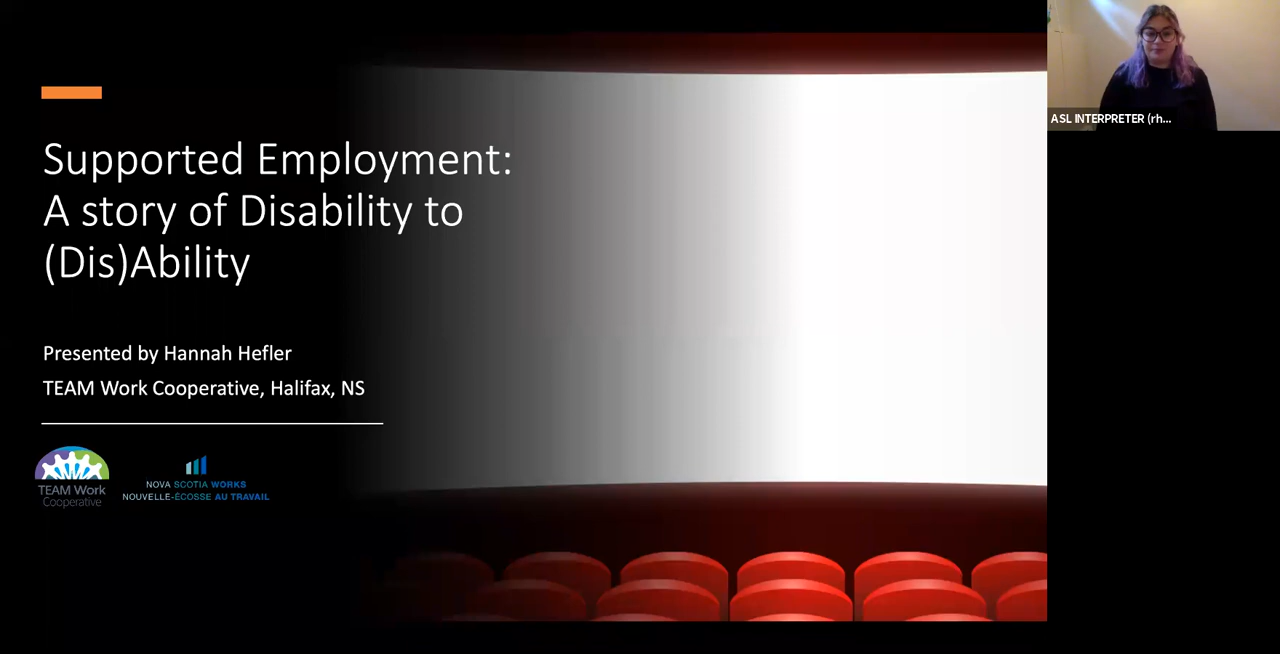 Supported Employment:
A story of Disability to
(Dis)Ability
Presented by Hannah Hefler
TEAM Work Cooperative, Halifax, NS
TEAM Work
Cooperative
NOVA SCOTIA WORKS
NOUVELLE-ÉCOSSE AU TRAVAIL
ASL INTERPRETER (rh...